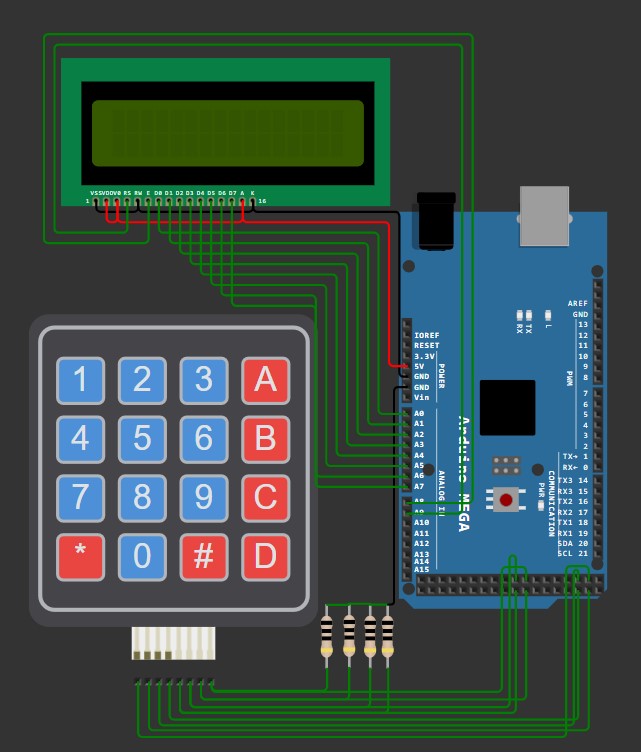 VSSVDDV0 RS RW E D0 D1 D2 D3 D4 D5 D6 D7 A K
1 16
AREF
GND
13
12
11
10
9
8
PWM
7
6
5
4
3
2
TX→ 1
RX← 0
TX3 14
RX3 15
TX2 16
RX2 17
TX1 18
RX1 19
SDA 20
SCL 21
COMMUNICATION
RX TX L
PWR
IOREF
RESET
3.3V
5V
GND
GND
Vin
POWER
A0
A1
A2
A3
A4
A5
A6
A7
A8
A9
A10
A11
A12
A13
A14
A15
ANALOG IN
Arduino MEGA
1 2 3 A
4 5 6 B
7 8 9 C
* 0 # D